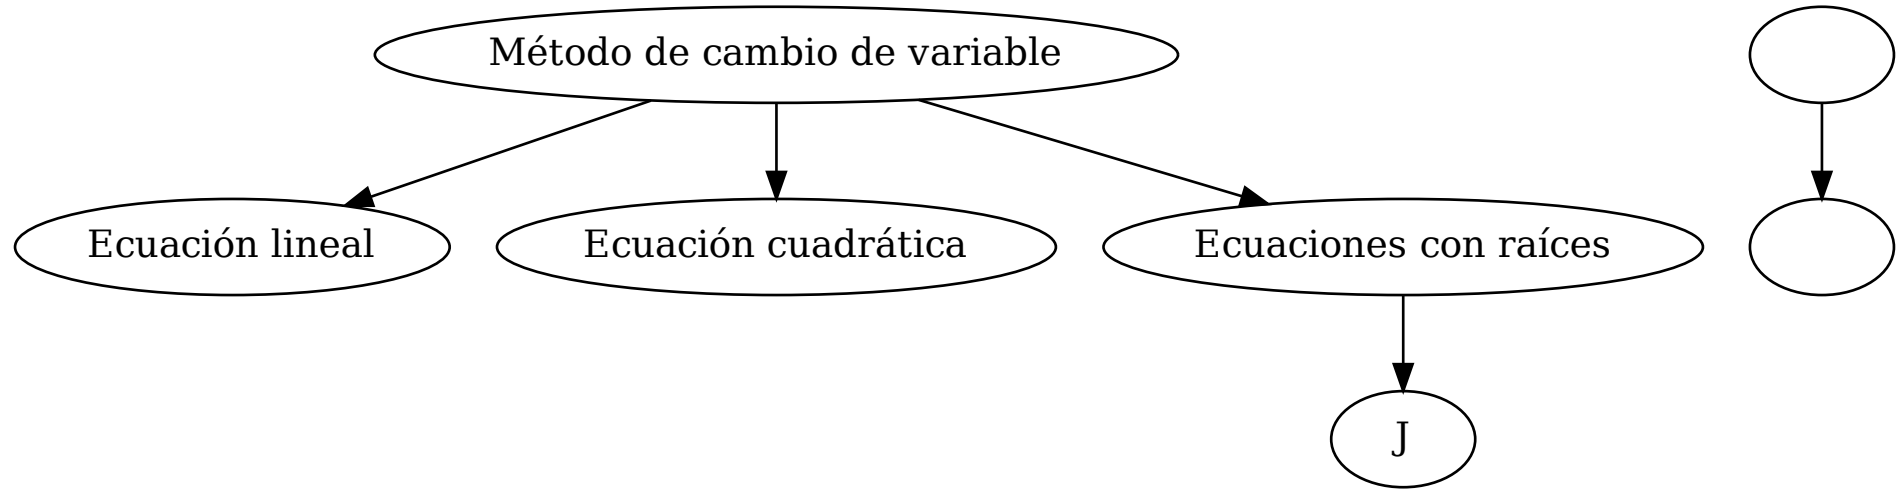 Método de cambio de variable
Ecuación lineal
Ecuación cuadrática
Ecuaciones con raíces
J